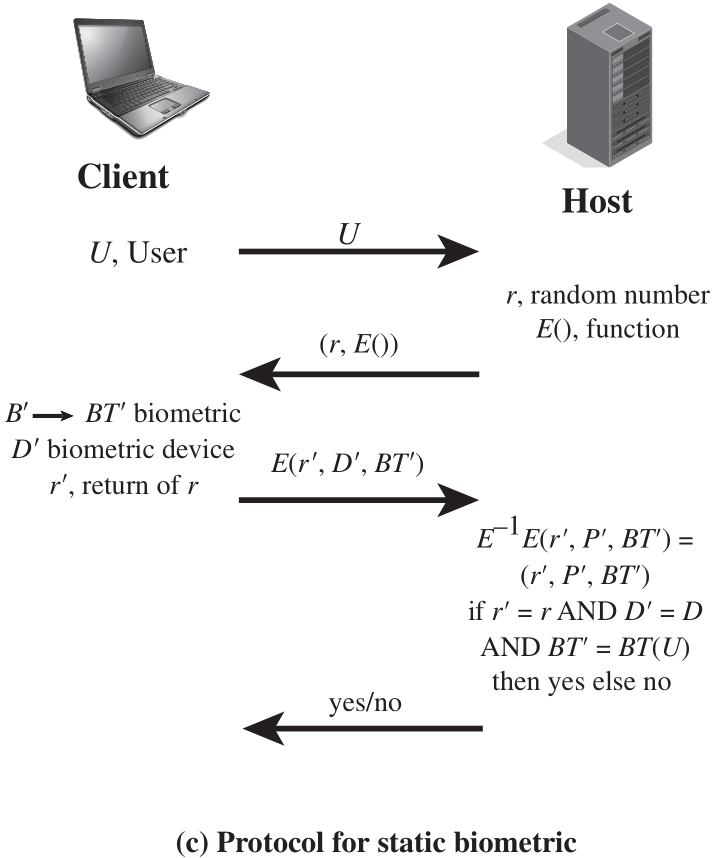 Client
Host
U, User
U
r, random number
E(), function
(r, E())
B′ → BT′ biometric
D′ biometric device
r′, return of r
E(r′, D′, BT′)
E⁻¹E(r′, P′, BT′) =
(r′, P′, BT′)
if r′ = r AND D′ = D
AND BT′ = BT(U)
then yes else no
yes/no
(c) Protocol for static biometric